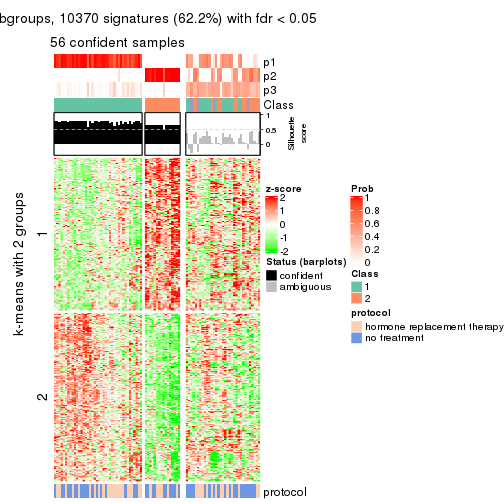 bgroups, 10370 signatures (62.2%) with fdr < 0.05
56 confident samples
p1
p2
p3
Class
1
0.5
0
Silhouette
score
k-means with 2 groups
1
2
z-score
2
1
0
-1
-2
Status (barplots)
confident
ambiguous
Prob
1
0.8
0.6
0.4
0.2
0
Class
1
2
protocol
hormone replacement therapy
no treatment
protocol